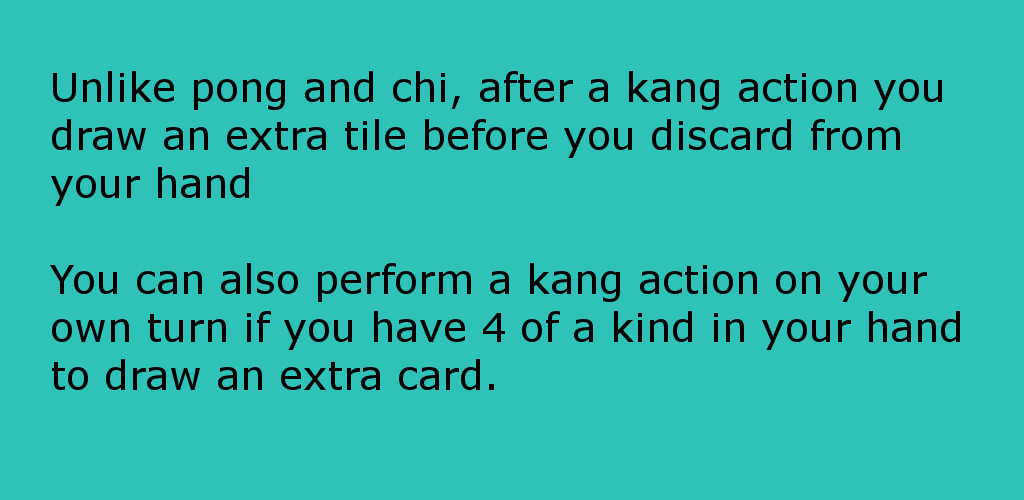 Unlike pong and chi, after a kang action you
draw an extra tile before you discard from
your hand
You can also perform a kang action on your
own turn if you have 4 of a kind in your hand
to draw an extra card.